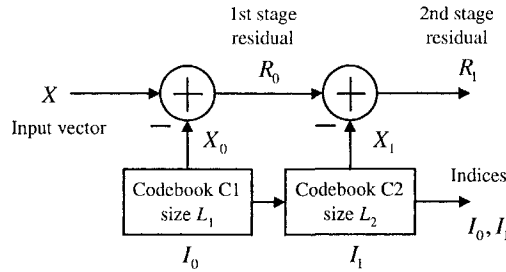 1st stage residual
2nd stage residual
R₀
R₁
X
+
+
Input vector
−
X₀
−
X₁
Codebook C1
size L₁
Codebook C2
size L₂
Indices
I₀, I₁
I₀
I₁